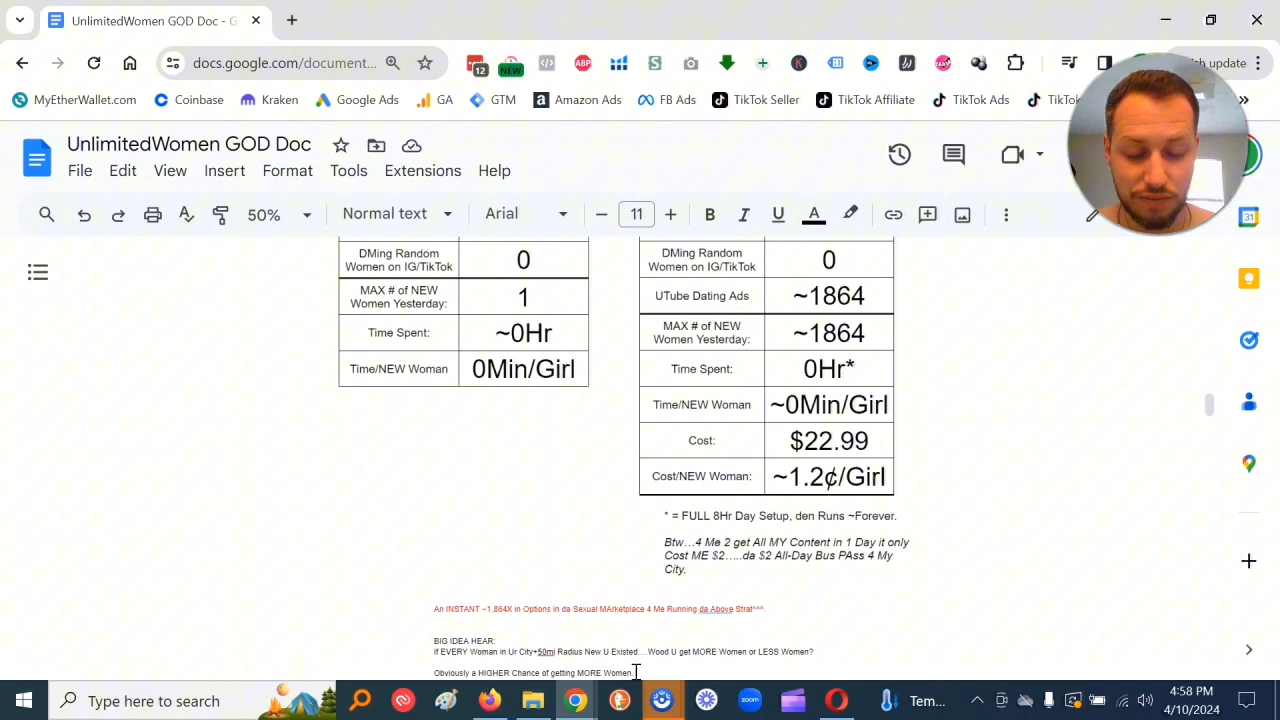 UnlimitedWomen GOD Doc - G
docs.google.com/document...
12
NEW
ABP
h update
MyEtherWallet.com
Coinbase
Kraken
Google Ads
GA
GTM
Amazon Ads
FB Ads
TikTok Seller
TikTok Affiliate
TikTok Ads
TikTok
UnlimitedWomen GOD Doc
File Edit View Insert Format Tools Extensions Help
50% Normal text Arial 11 B I U A
31
DMing Random
Women on IG/TikTok
0
MAX # of NEW
Women Yesterday:
1
Time Spent:
~0Hr
Time/NEW Woman
0Min/Girl
DMing Random
Women on IG/TikTok
0
UTube Dating Ads
~1864
MAX # of NEW
Women Yesterday:
~1864
Time Spent:
0Hr*
Time/NEW Woman
~0Min/Girl
Cost:
$22.99
Cost/NEW Woman:
~1.2¢/Girl
* = FULL 8Hr Day Setup, den Runs ~Forever.
Btw…4 Me 2 get All MY Content in 1 Day it only
Cost ME $2…..da $2 All-Day Bus PAss 4 My
City.
An INSTANT ~1,864X in Options in da Sexual MArketplace 4 Me Running da Above Strat^^^.
BIG IDEA HEAR:
If EVERY Woman in Ur City+50mi Radius New U Existed….Wood U get MORE Women or LESS Women?
Obviously a HIGHER Chance of getting MORE Women.
Type here to search
zoom
Tem...
4:58 PM
4/10/2024